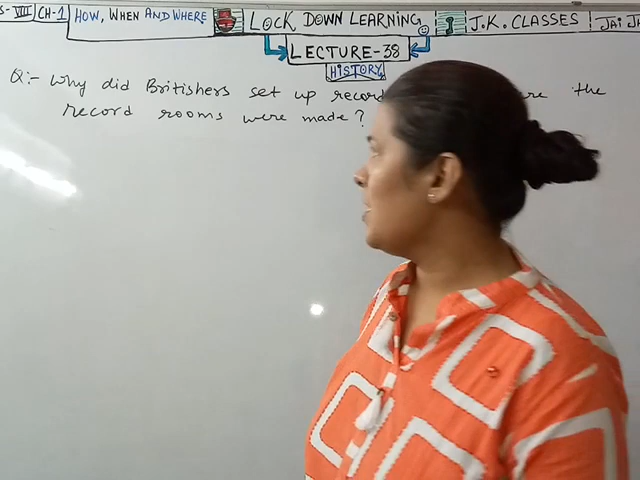 S-VIII CH-1 HOW, WHEN AND WHERE LOCK DOWN LEARNING J.K. CLASSES JAI
LECTURE-38
HISTORY
Q:- Why did Britishers set up record the
record rooms were made?